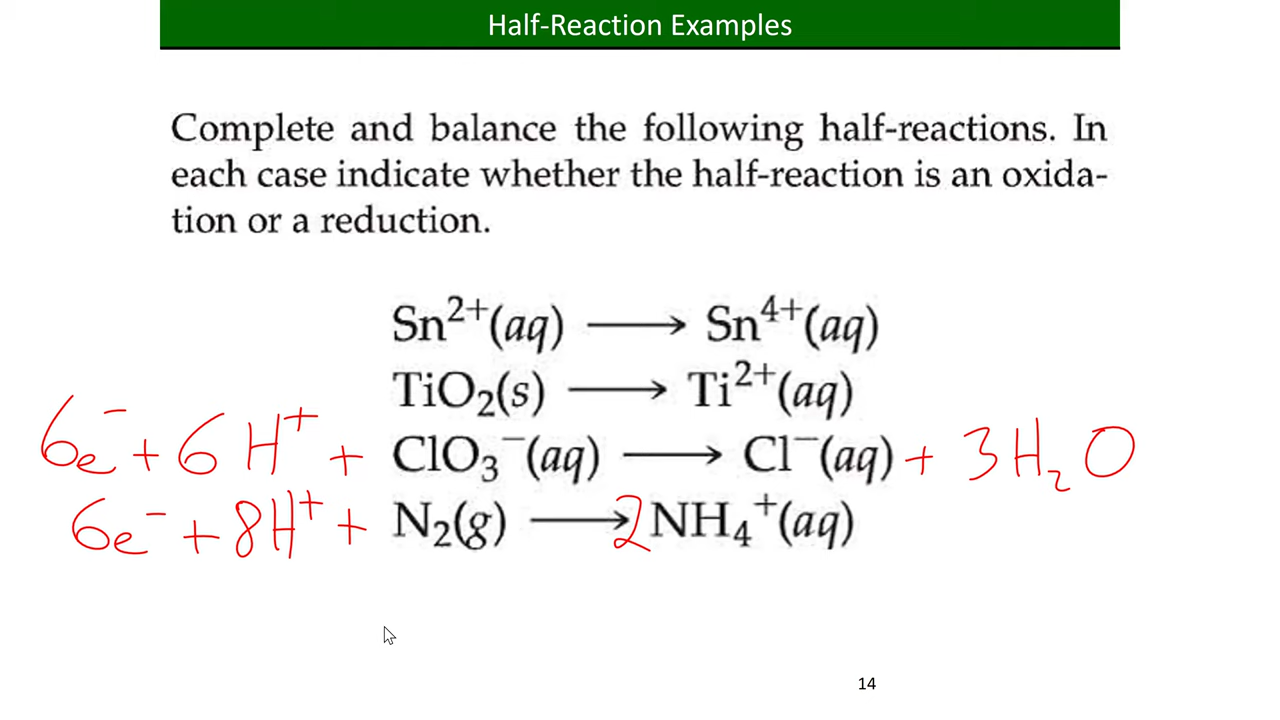 Half-Reaction Examples
Complete and balance the following half-reactions. In
each case indicate whether the half-reaction is an oxida-
tion or a reduction.
Sn²⁺(aq) ⟶ Sn⁴⁺(aq)
TiO₂(s) ⟶ Ti²⁺(aq)
6e⁻ + 6H⁺ + ClO₃⁻(aq) ⟶ Cl⁻(aq) + 3H₂O
6e⁻ + 8H⁺ + N₂(g) ⟶ 2NH₄⁺(aq)
14